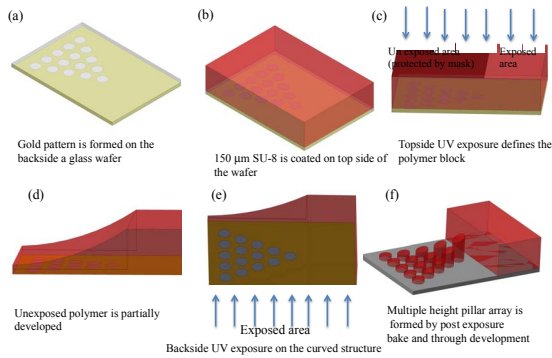 (a)
(b)
(c)
Un exposed area
(protected by mask)
Exposed
area
Gold pattern is formed on the
backside a glass wafer
150 μm SU-8 is coated on top side of
the wafer
Topside UV exposure defines the
polymer block
(d)
(e)
(f)
Unexposed polymer is partially
developed
Exposed area
Backside UV exposure on the curved structure
Multiple height pillar array is
formed by post exposure
bake and through development